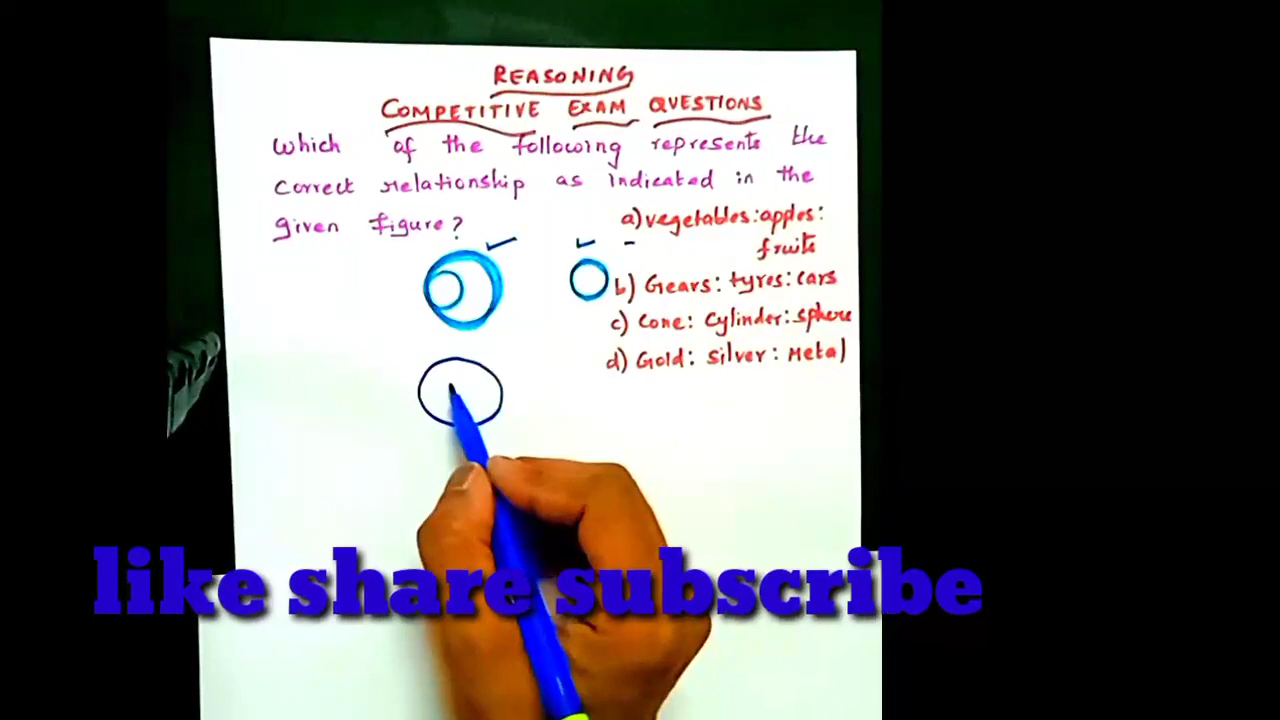 REASONING
COMPETITIVE EXAM QUESTIONS
Which of the following represents the
correct relationship as indicated in the
given figure?
a) vegetables:apples:
fruits
b) Gears: tyres: cars
c) Cone: Cylinder: sphere
d) Gold: Silver: Metal
like share subscribe